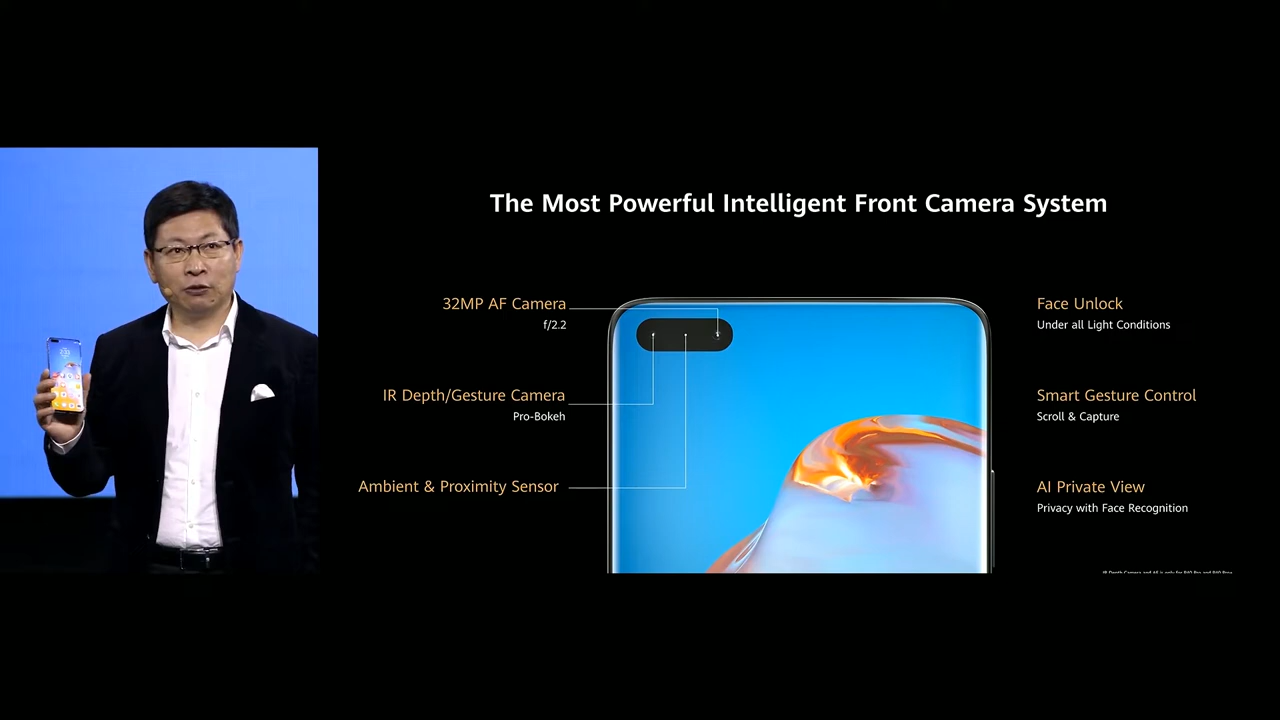 The Most Powerful Intelligent Front Camera System
32MP AF Camera
f/2.2
IR Depth/Gesture Camera
Pro-Bokeh
Ambient & Proximity Sensor
Face Unlock
Under all Light Conditions
Smart Gesture Control
Scroll & Capture
AI Private View
Privacy with Face Recognition